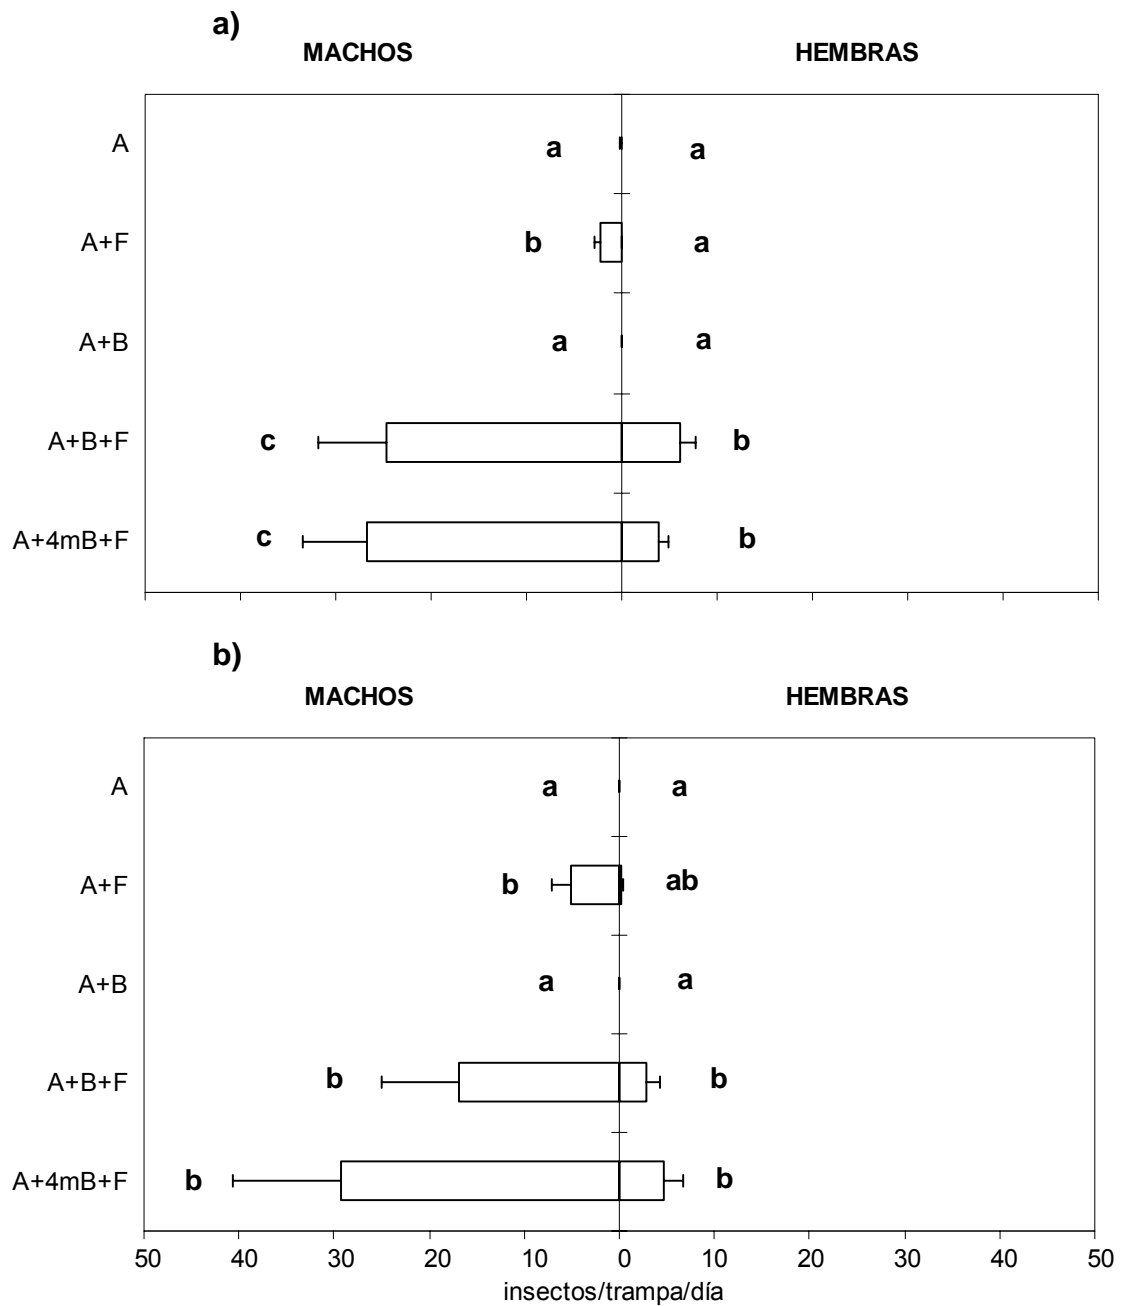 a)
MACHOS HEMBRAS
A a a
A+F b a
A+B a a
A+B+F c b
A+4mB+F c b
b)
MACHOS HEMBRAS
A a a
A+F b ab
A+B a a
A+B+F b b
A+4mB+F b b
50 40 30 20 10 0 10 20 30 40 50
insectos/trampa/día